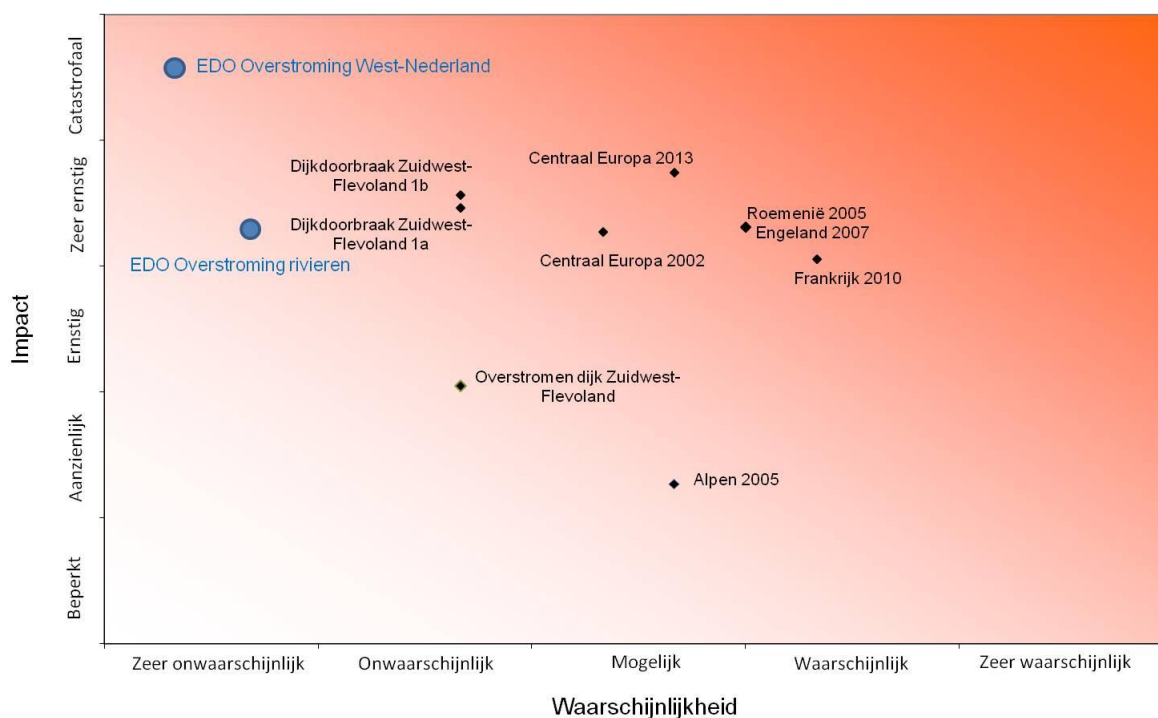 Catastrofaal
Zeer ernstig
Ernstig
Aanzienlijk
Beperkt
Impact
EDO Overstroming West-Nederland
Dijkdoorbraak Zuidwest-
Flevoland 1b
Centraal Europa 2013
Dijkdoorbraak Zuidwest-
Flevoland 1a
Roemenië 2005
Engeland 2007
EDO Overstroming rivieren
Centraal Europa 2002
Frankrijk 2010
Overstromen dijk Zuidwest-
Flevoland
Alpen 2005
Zeer onwaarschijnlijk
Onwaarschijnlijk
Mogelijk
Waarschijnlijk
Zeer waarschijnlijk
Waarschijnlijkheid